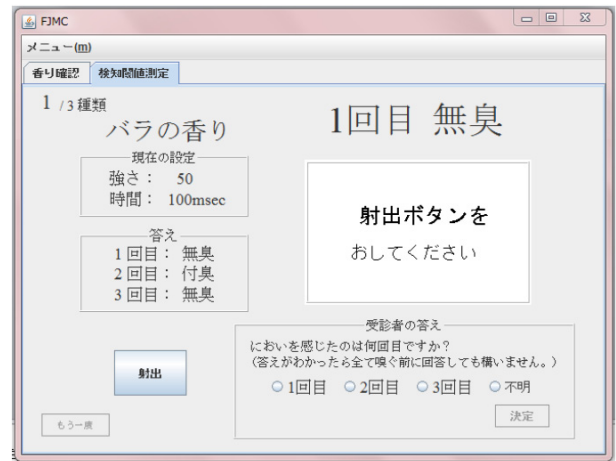 FJMC
メニュー(m)
香り確認 検知閾値測定
1 / 3 種類
バラの香り
1回目 無臭
現在の設定
強さ： 50
時間： 100msec
射出ボタンを
おしてください
答え
1回目： 無臭
2回目： 付臭
3回目： 無臭
受診者の答え
においを感じたのは何回目ですか？
（答えがわかったら全て嗅ぐ前に回答しても構いません。）
1回目 2回目 3回目 不明
射出
決定
もう一度